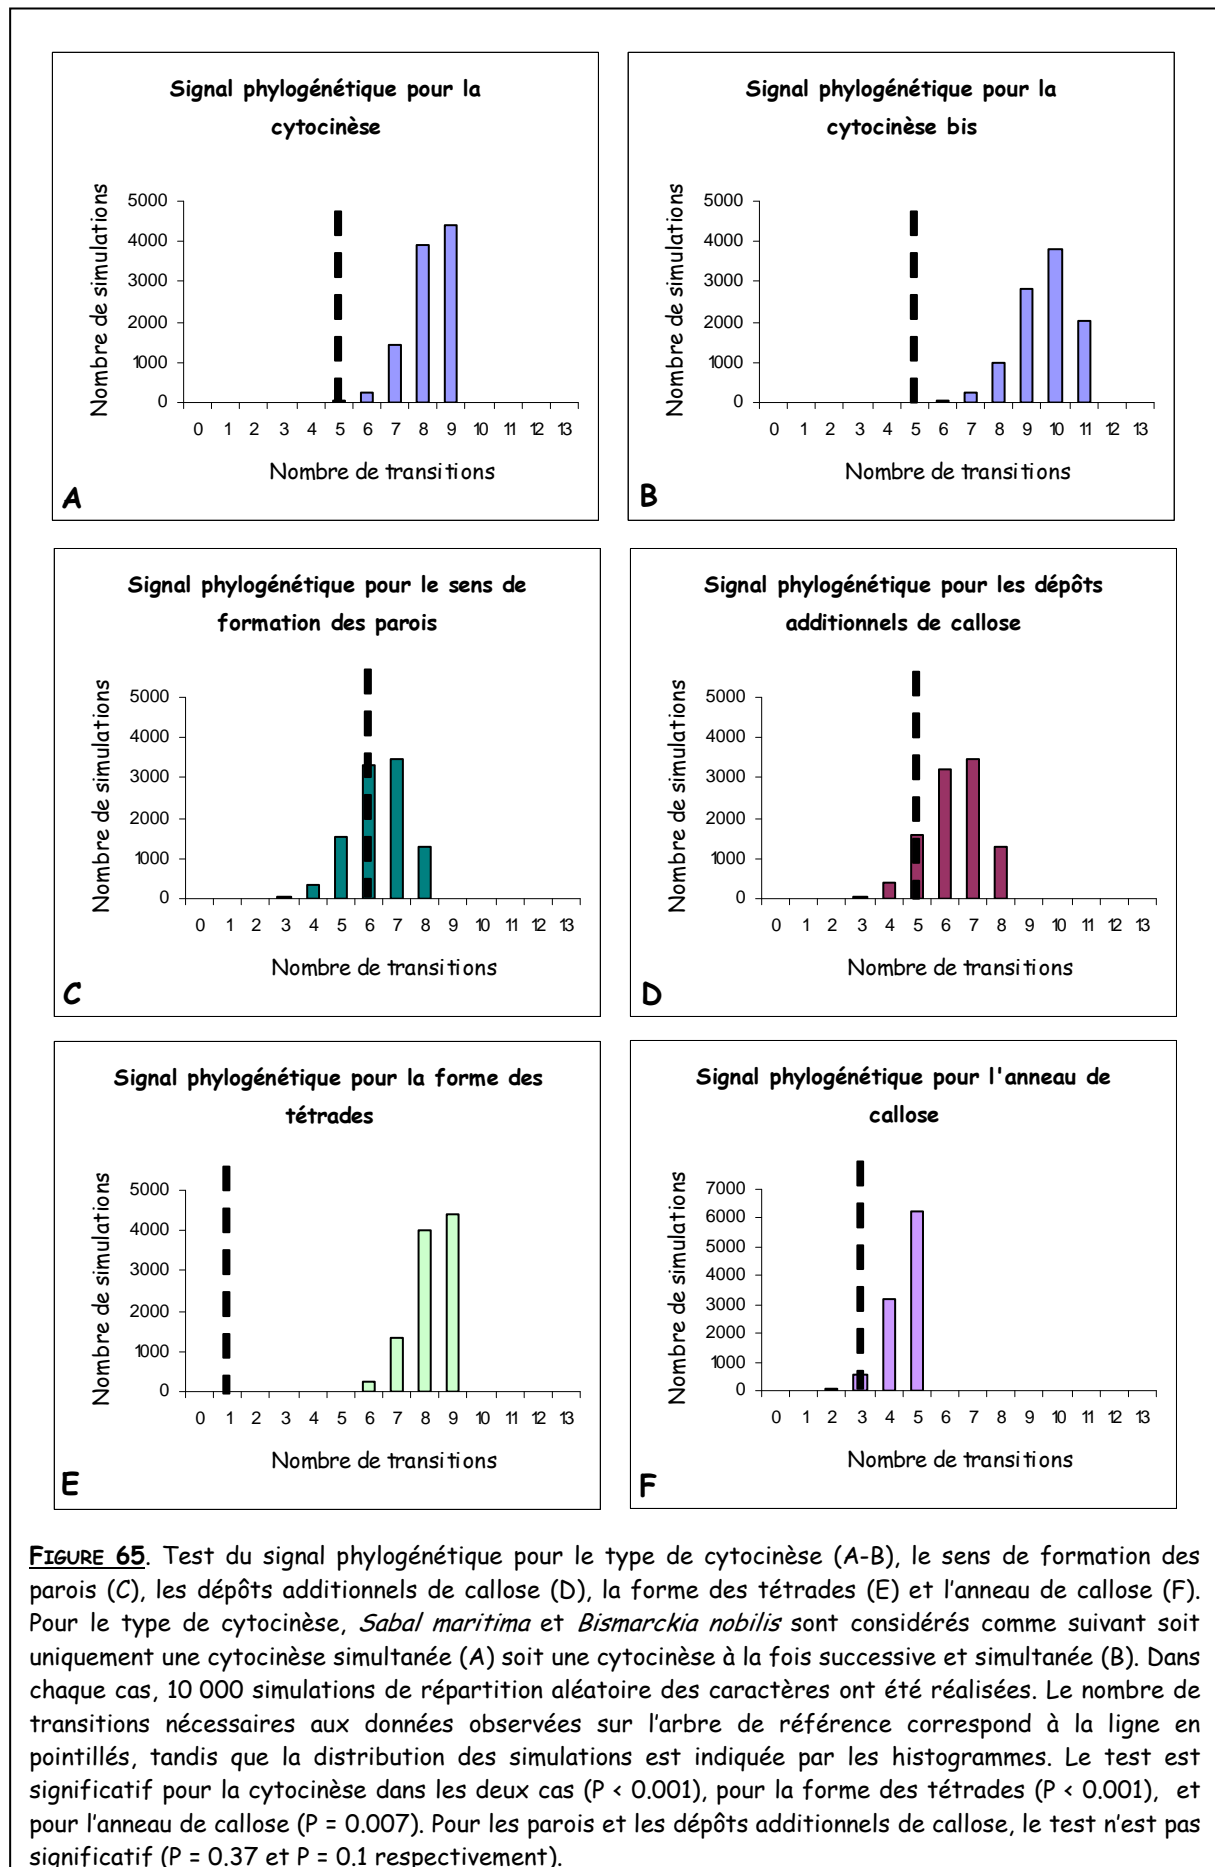 Signal phylogénétique pour la
cytocinèse
Nombre de simulations
5000
4000
3000
2000
1000
0
0 1 2 3 4 5 6 7 8 9 10 11 12 13
Nombre de transitions
A
Signal phylogénétique pour la
cytocinèse bis
Nombre de simulations
5000
4000
3000
2000
1000
0
0 1 2 3 4 5 6 7 8 9 10 11 12 13
Nombre de transitions
B
Signal phylogénétique pour le sens de
formation des parois
Nombre de simulations
5000
4000
3000
2000
1000
0
0 1 2 3 4 5 6 7 8 9 10 11 12 13
Nombre de transitions
C
Signal phylogénétique pour les dépôts
additionnels de callose
Nombre de simulations
5000
4000
3000
2000
1000
0
0 1 2 3 4 5 6 7 8 9 10 11 12 13
Nombre de transitions
D
Signal phylogénétique pour la forme des
tétrades
Nombre de simulations
5000
4000
3000
2000
1000
0
0 1 2 3 4 5 6 7 8 9 10 11 12 13
Nombre de transitions
E
Signal phylogénétique pour l'anneau de
callose
Nombre de simulations
7000
6000
5000
4000
3000
2000
1000
0
0 1 2 3 4 5 6 7 8 9 10 11 12 13
Nombre de transitions
F
FIGURE 65. Test du signal phylogénétique pour le type de cytocinèse (A-B), le sens de formation des
parois (C), les dépôts additionnels de callose (D), la forme des tétrades (E) et l'anneau de callose (F).
Pour le type de cytocinèse, Sabal maritima et Bismarckia nobilis sont considérés comme suivant soit
uniquement une cytocinèse simultanée (A) soit une cytocinèse à la fois successive et simultanée (B). Dans
chaque cas, 10 000 simulations de répartition aléatoire des caractères ont été réalisées. Le nombre de
transitions nécessaires aux données observées sur l'arbre de référence correspond à la ligne en
pointillés, tandis que la distribution des simulations est indiquée par les histogrammes. Le test est
significatif pour la cytocinèse dans les deux cas (P < 0.001), pour la forme des tétrades (P < 0.001), et
pour l'anneau de callose (P = 0.007). Pour les parois et les dépôts additionnels de callose, le test n'est pas
significatif (P = 0.37 et P = 0.1 respectivement).